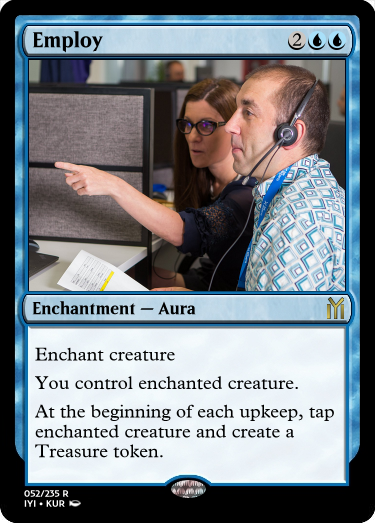 Employ 2
Enchantment — Aura
Enchant creature
You control enchanted creature.
At the beginning of each upkeep, tap
enchanted creature and create a
Treasure token.
052/235 R
IYI • KUR